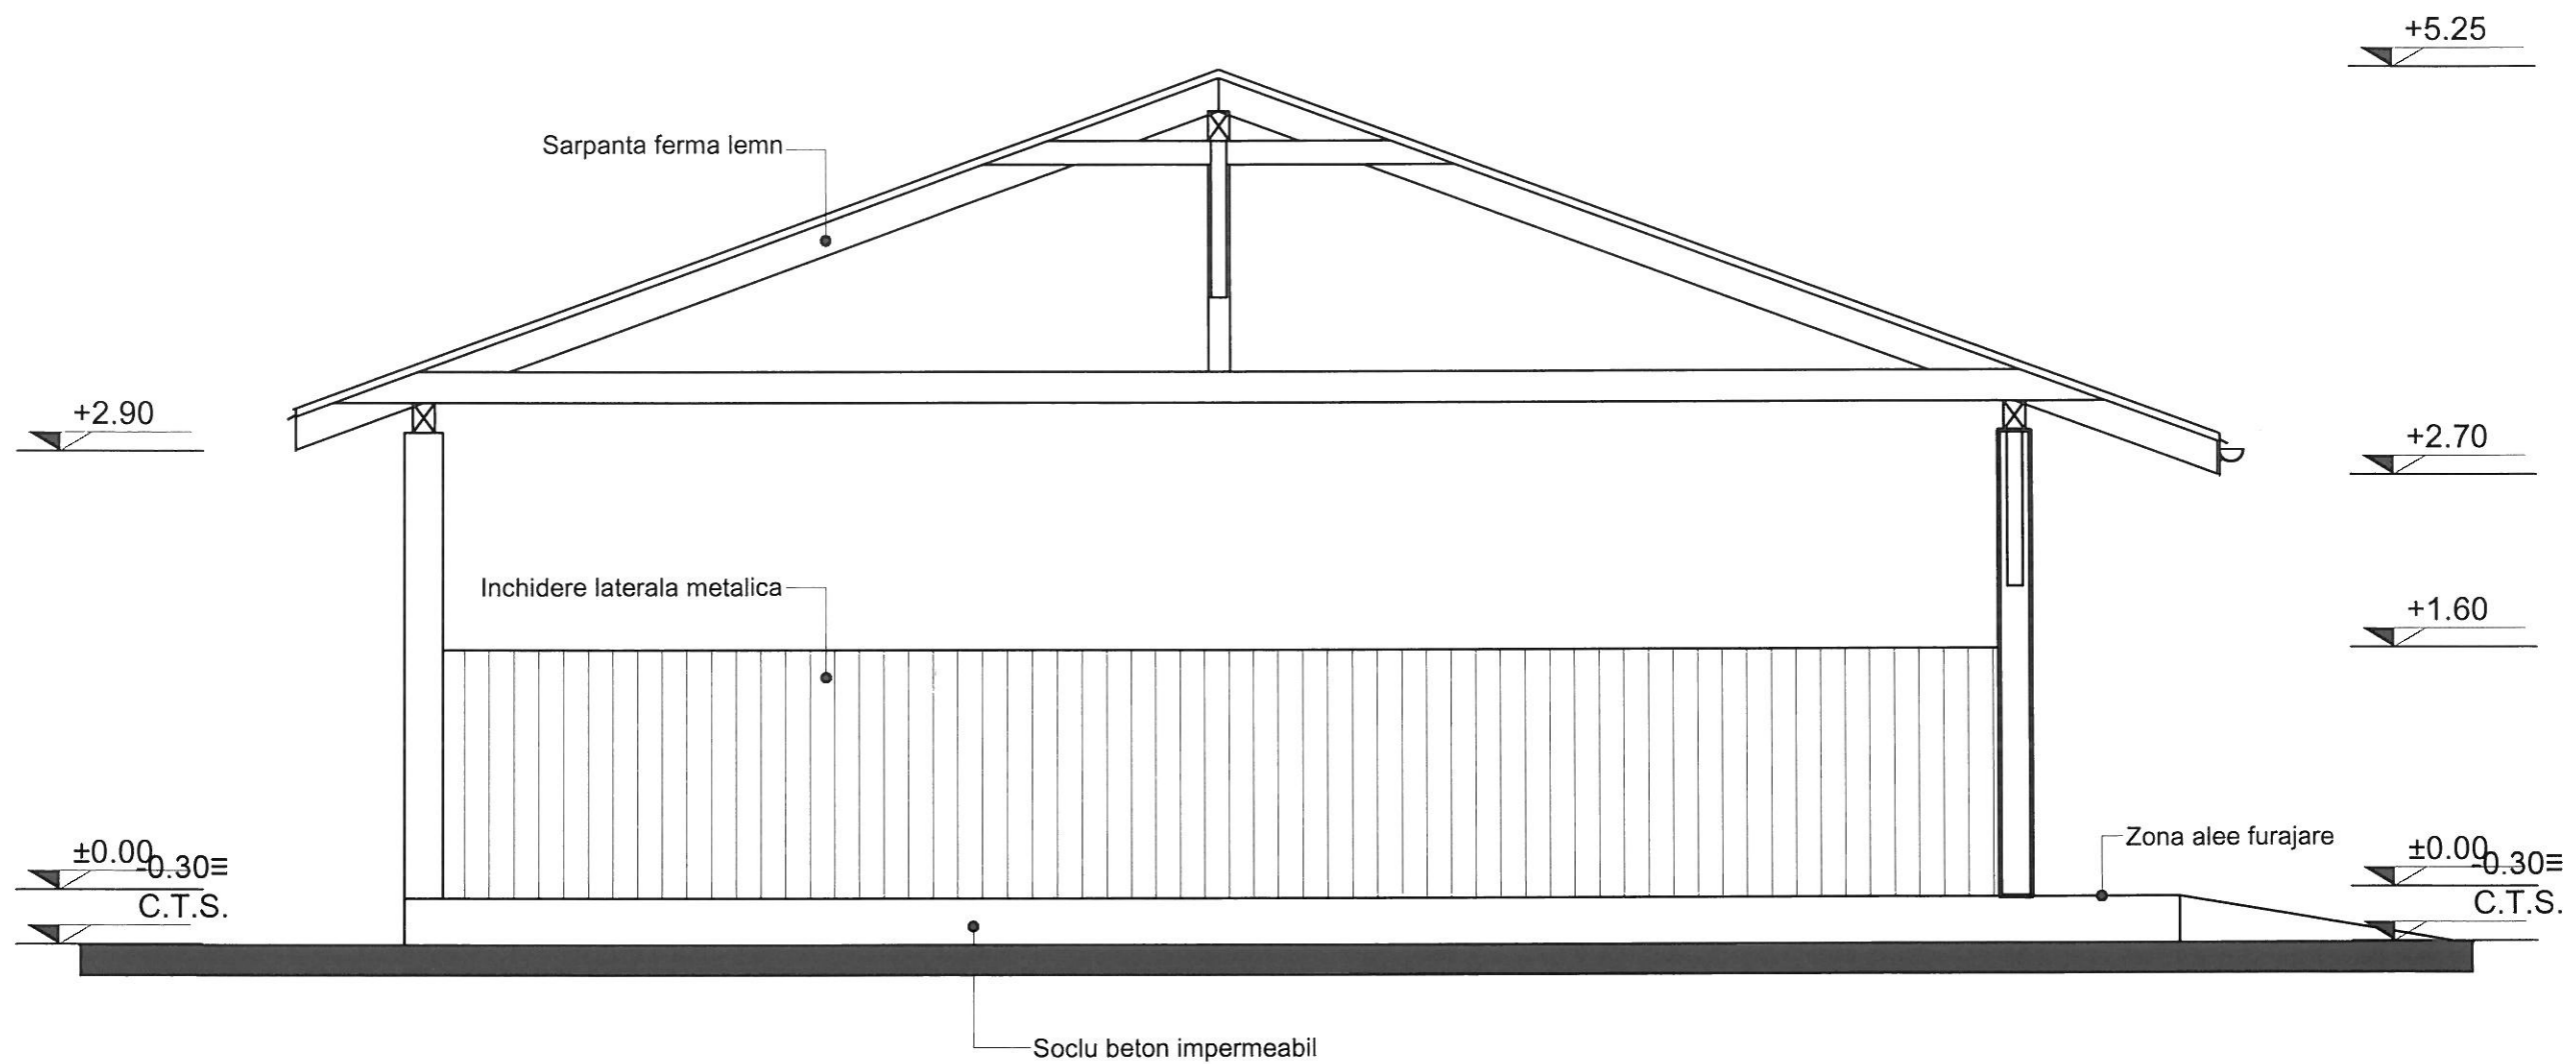 +5.25
Sarpanta ferma lemn
+2.90
+2.70
Inchidere laterala metalica
+1.60
Zona alee furajare
±0.00
-0.30≡
C.T.S.
±0.00
-0.30≡
C.T.S.
Soclu beton impermeabil